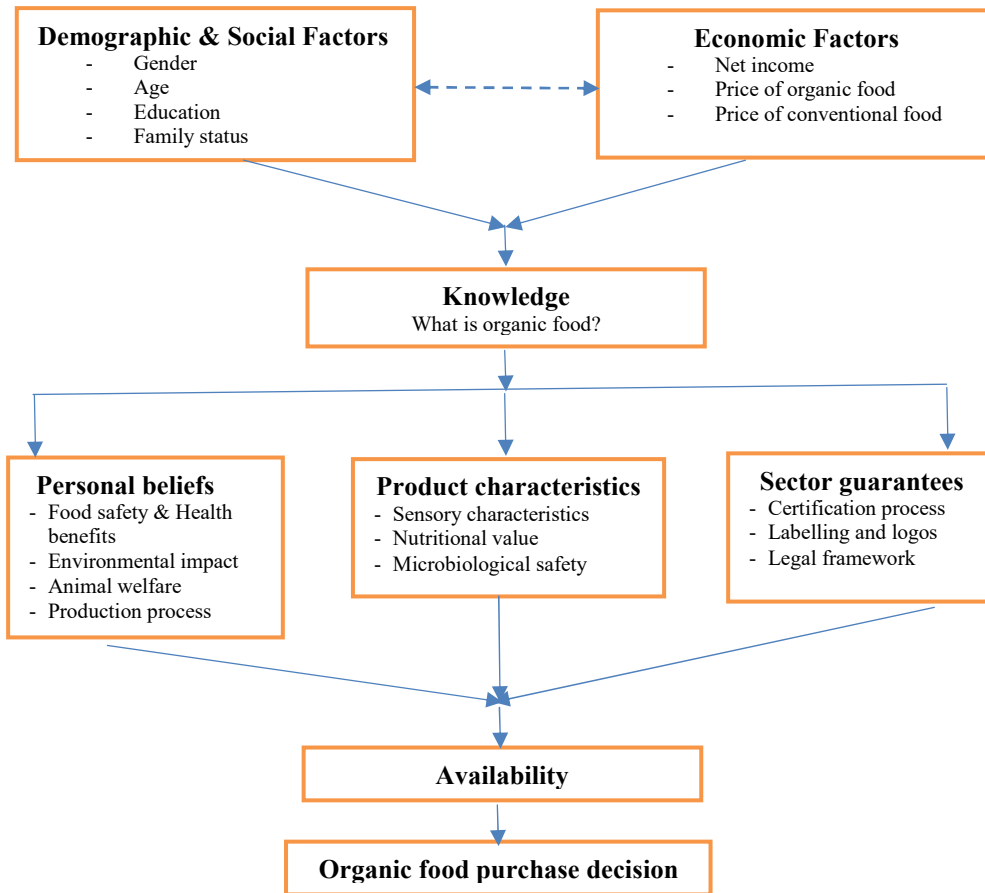 Demographic & Social Factors
- Gender
- Age
- Education
- Family status
Economic Factors
- Net income
- Price of organic food
- Price of conventional food
Knowledge
What is organic food?
Personal beliefs
- Food safety & Health
benefits
- Environmental impact
- Animal welfare
- Production process
Product characteristics
- Sensory characteristics
- Nutritional value
- Microbiological safety
Sector guarantees
- Certification process
- Labelling and logos
- Legal framework
Availability
Organic food purchase decision